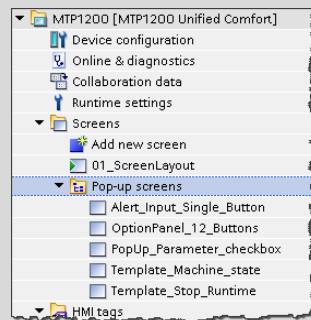 MTP1200 [MTP1200 Unified Comfort]
Device configuration
Online & diagnostics
Collaboration data
Runtime settings
Screens
Add new screen
01_ScreenLayout
Pop-up screens
Alert_Input_Single_Button
OptionPanel_12_Buttons
PopUp_Parameter_checkbox
Template_Machine_state
Template_Stop_Runtime
HMI tags